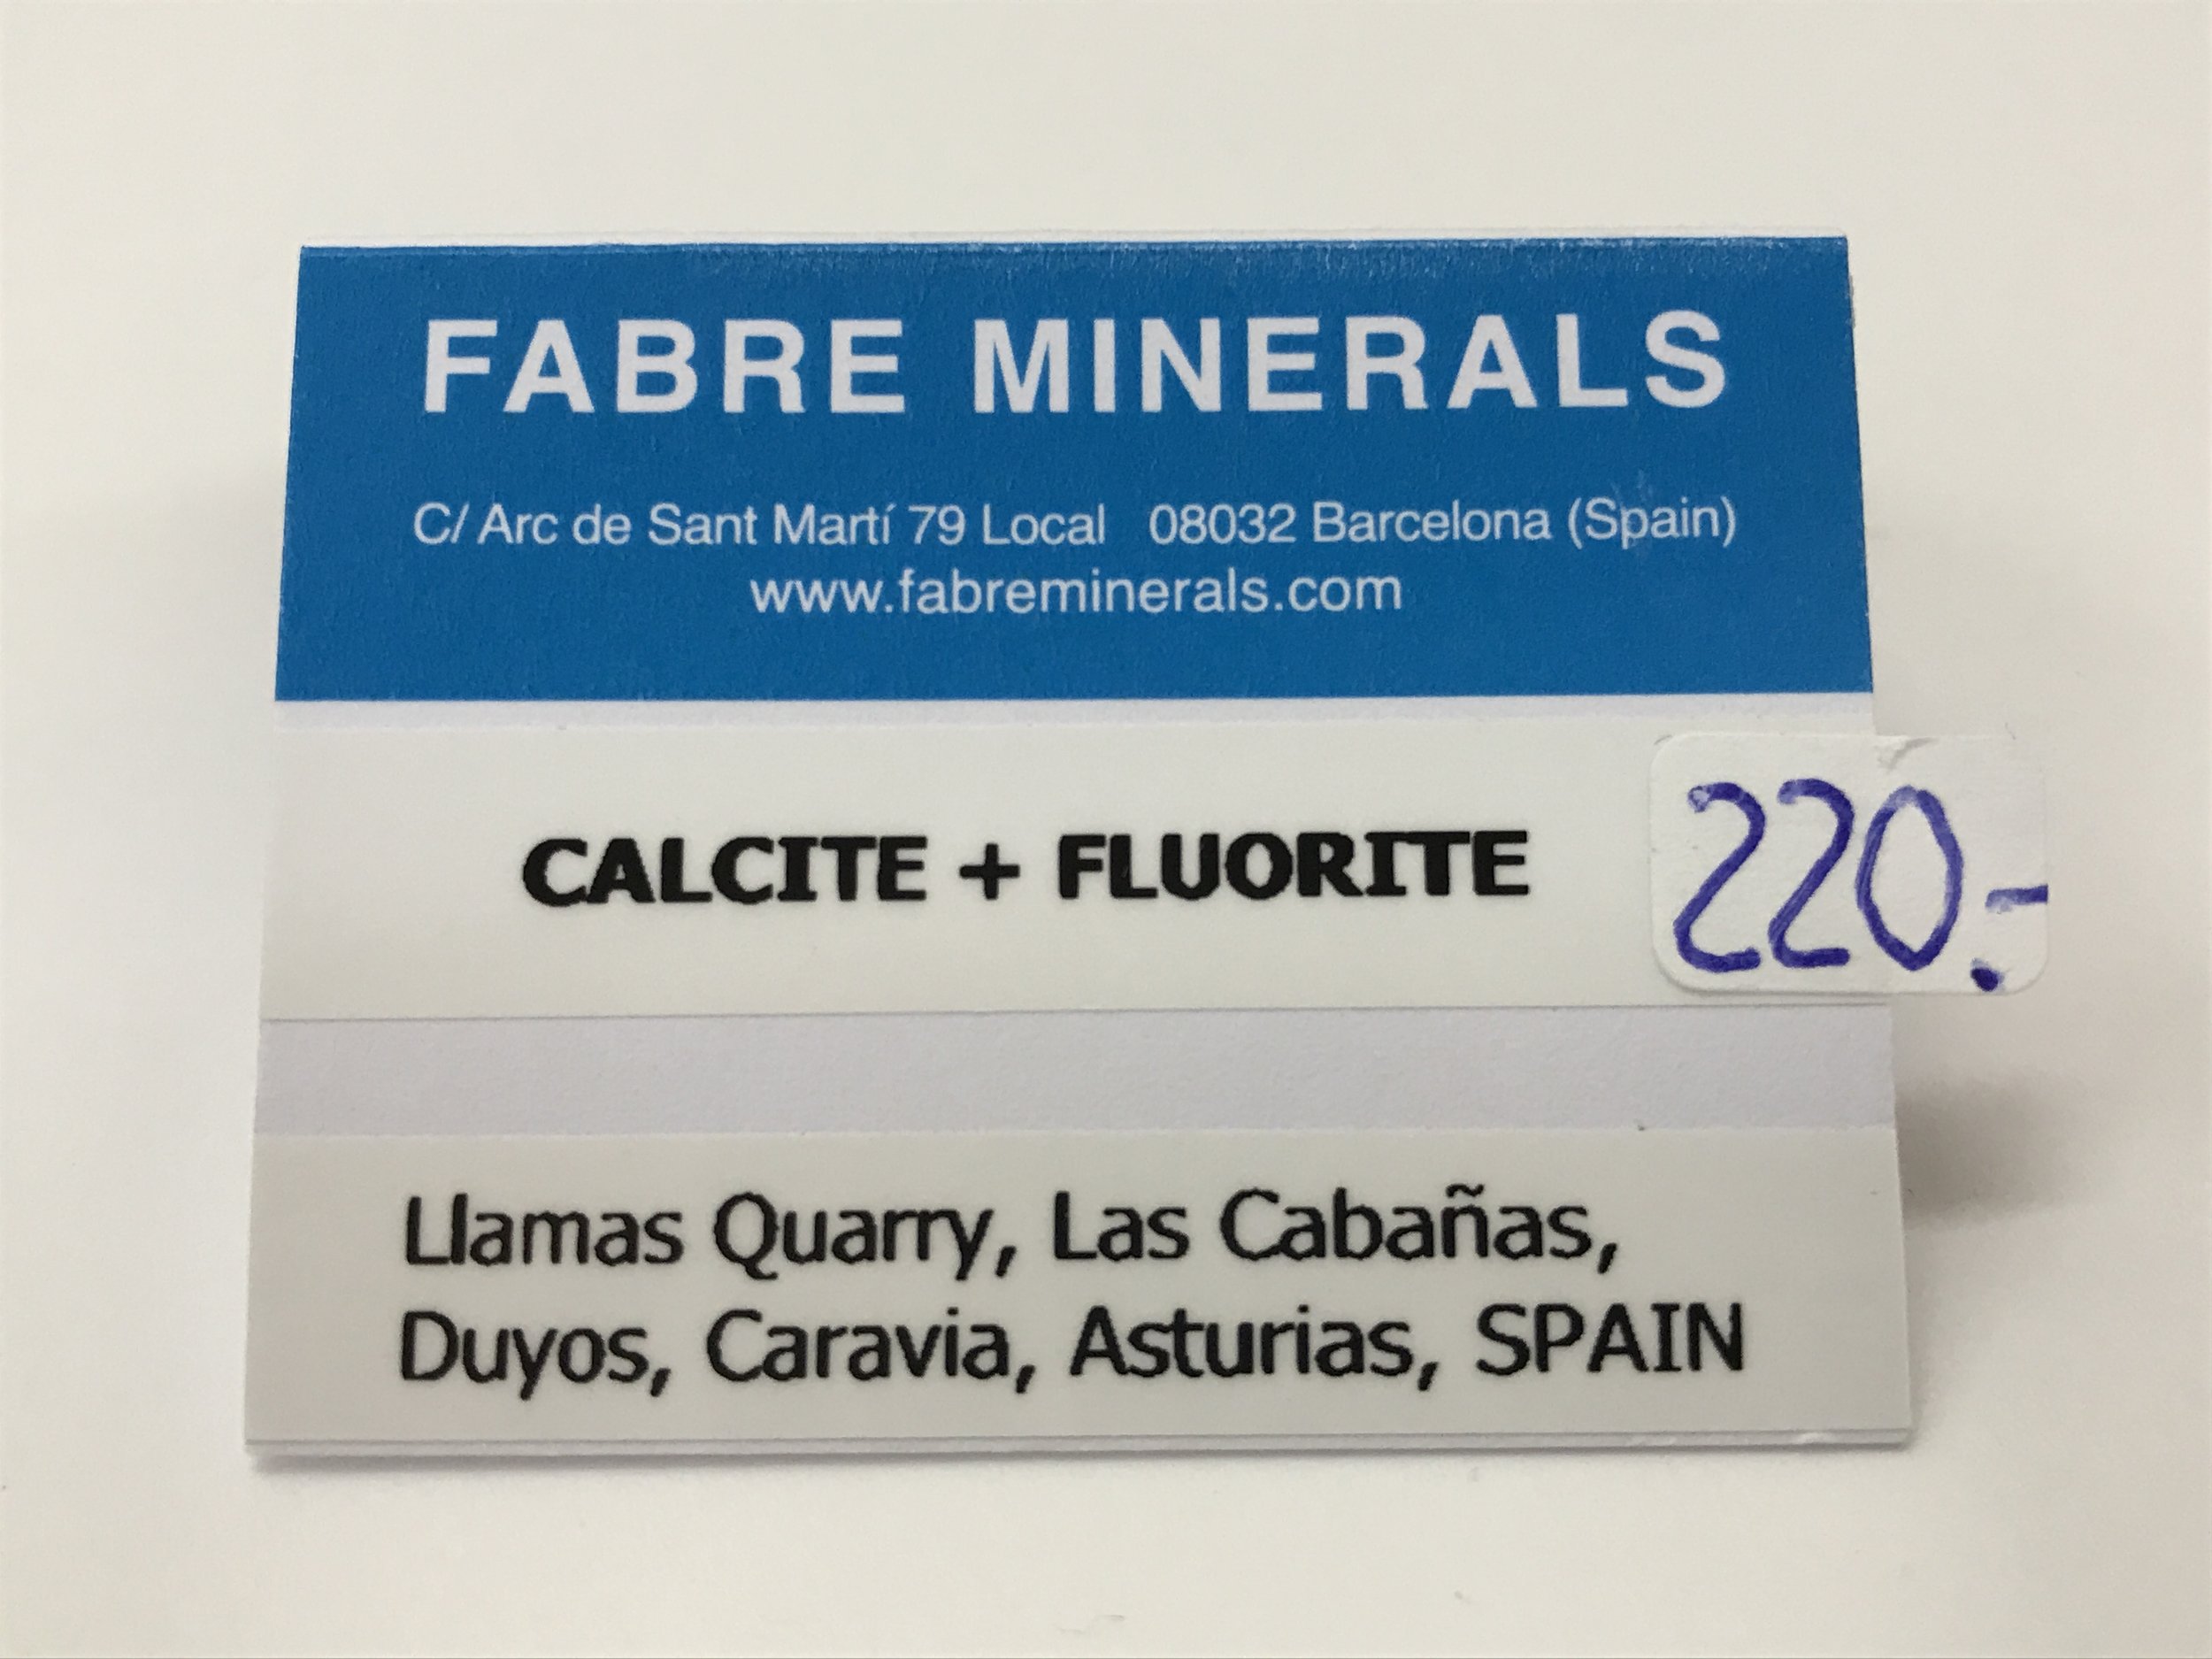 FABRE MINERALS
C/ Arc de Sant Martí 79 Local 08032 Barcelona (Spain)
www.fabreminerals.com
CALCITE + FLUORITE
220.-
Llamas Quarry, Las Cabañas,
Duyos, Caravia, Asturias, SPAIN